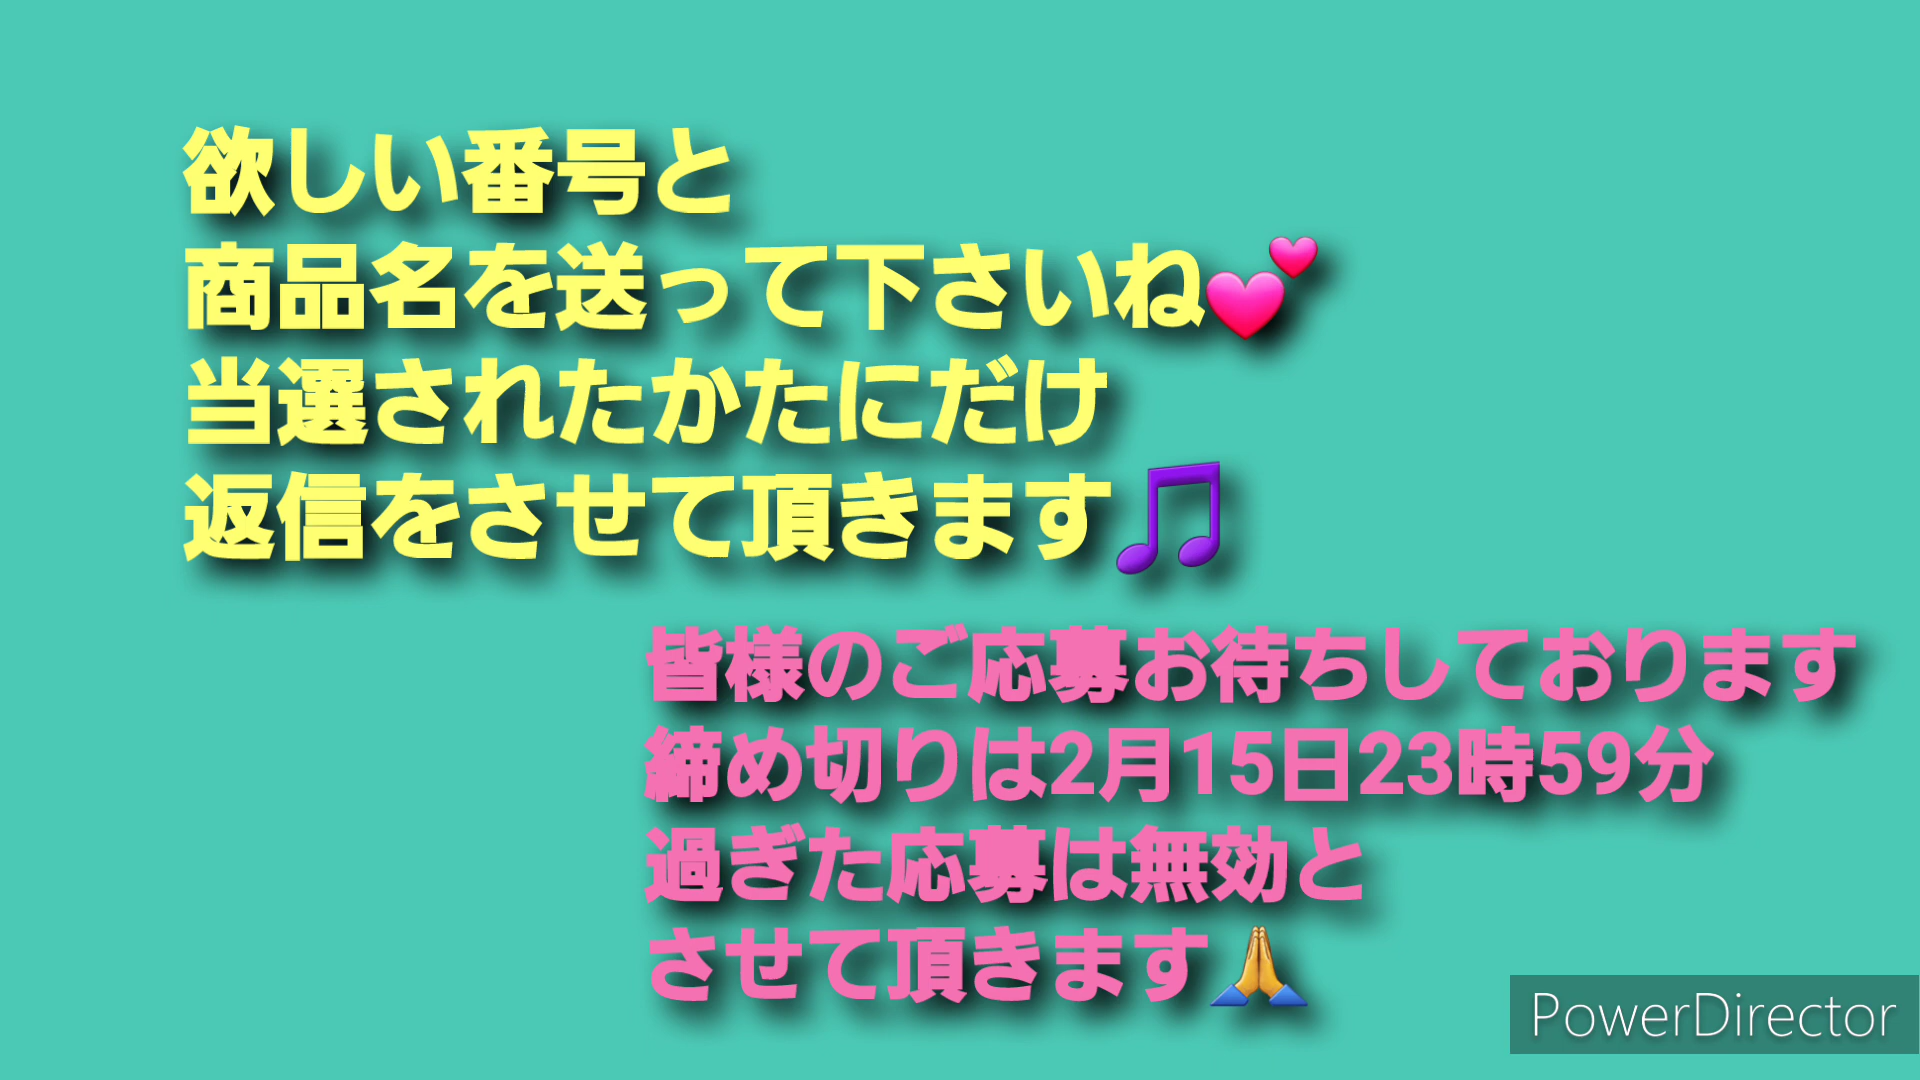 欲しい番号と
商品名を送って下さいね💕
当選されたかたにだけ
返信をさせて頂きます🎵
皆様のご応募お待ちしております
締め切りは2月15日23時59分
過ぎた応募は無効と
させて頂きます🙏
PowerDirector